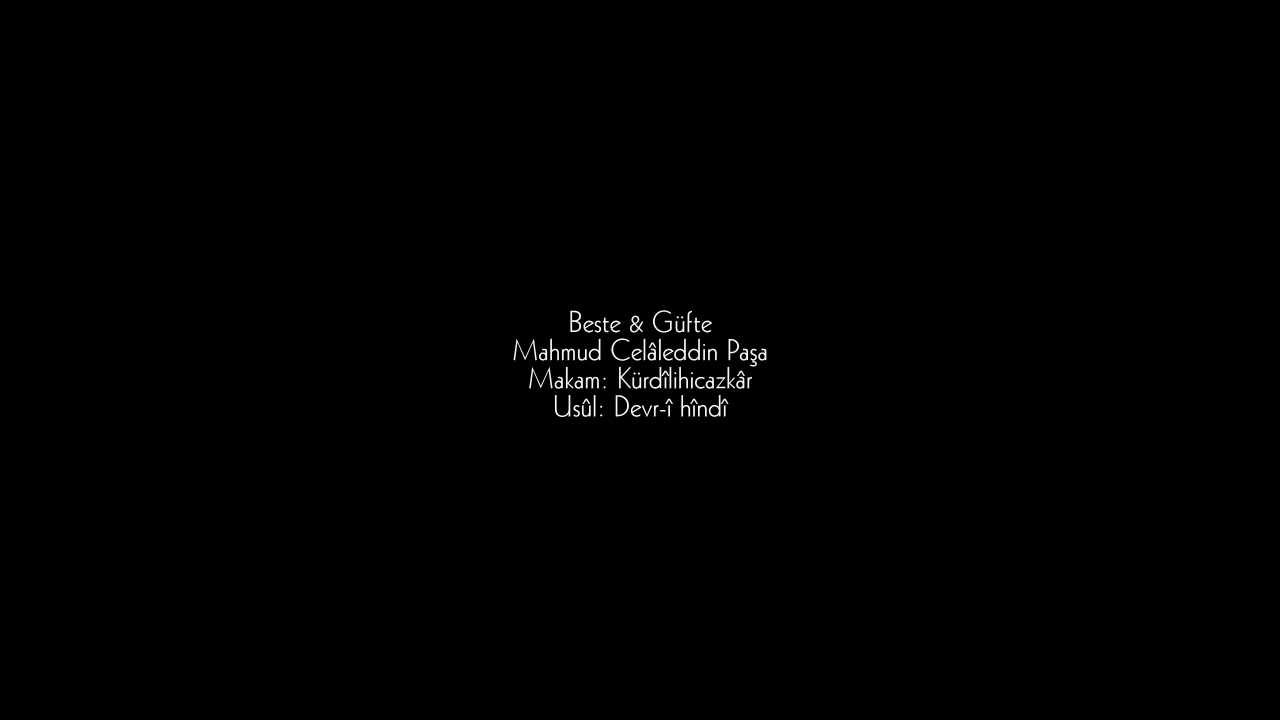 Beste & Güfte
Mahmud Celâleddin Paşa
Makam: Kürdîlihicazkâr
Usûl: Devr-î hîndî